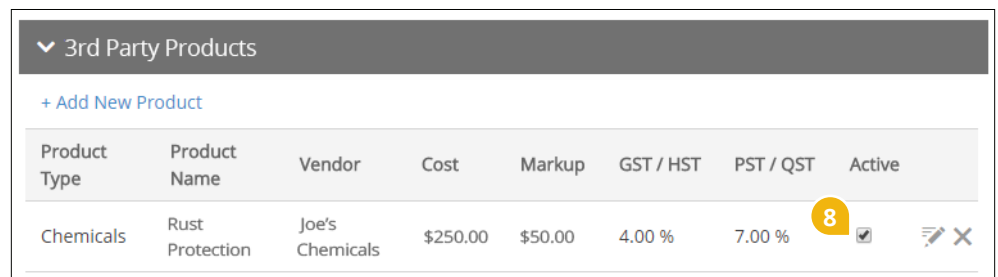 3rd Party Products
+ Add New Product
Product Type Product Name Vendor Cost Markup GST / HST PST / QST Active
Chemicals Rust Protection Joe's Chemicals $250.00 $50.00 4.00 % 7.00 % 8